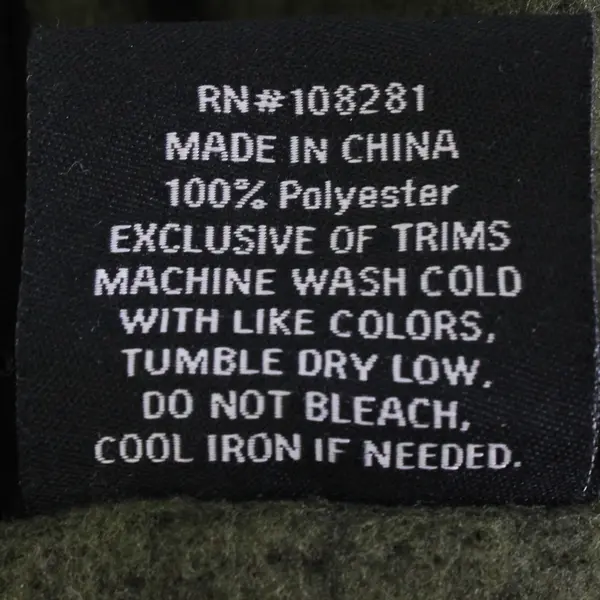 RN#108281
MADE IN CHINA
100% Polyester
EXCLUSIVE OF TRIMS
MACHINE WASH COLD
WITH LIKE COLORS,
TUMBLE DRY LOW.
DO NOT BLEACH,
COOL IRON IF NEEDED.